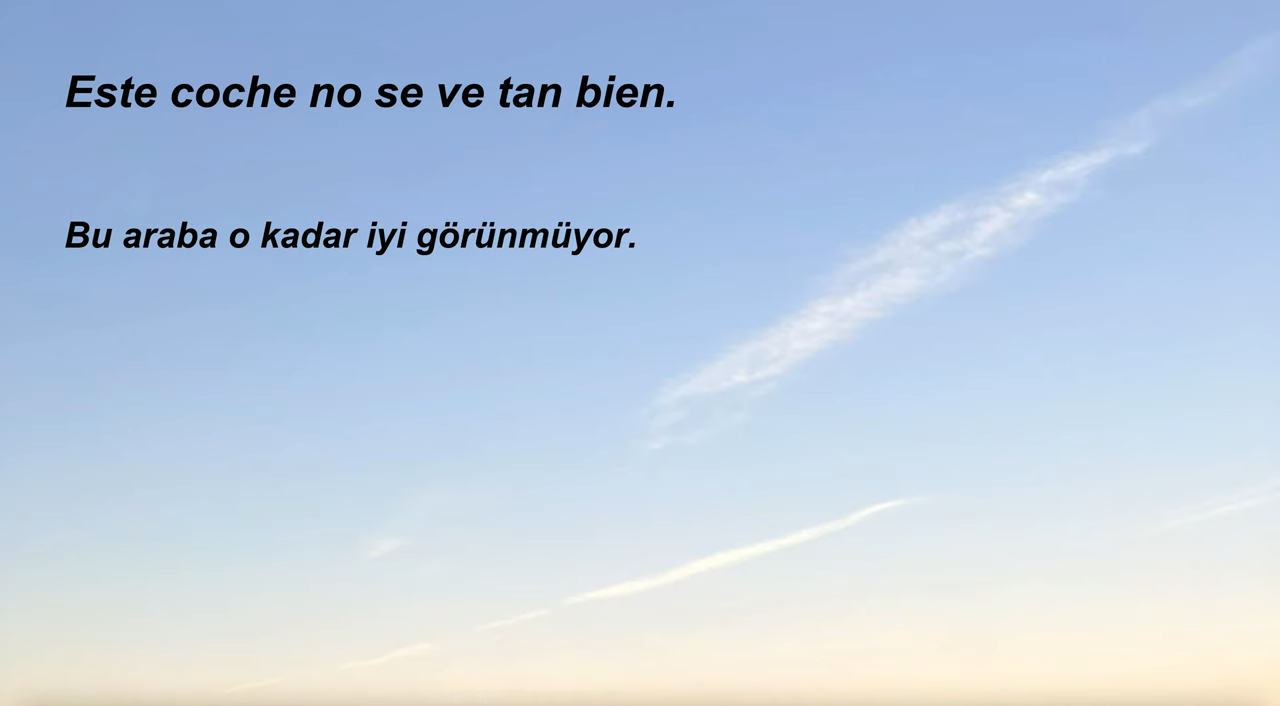 Este coche no se ve tan bien.
Bu araba o kadar iyi görünmüyor.